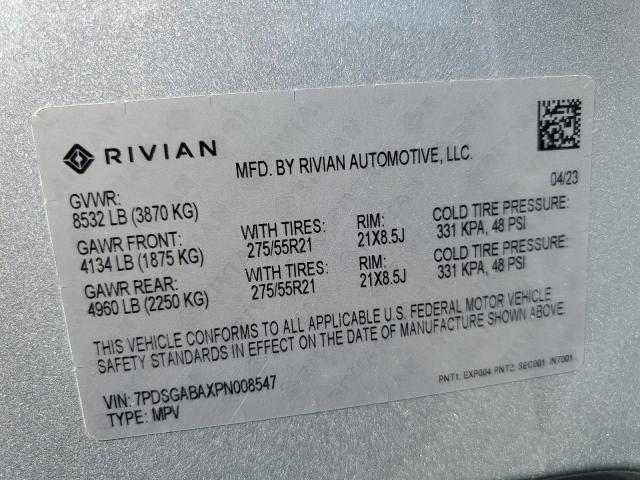 RIVIAN
MFD. BY RIVIAN AUTOMOTIVE, LLC.
04/23
GVWR:
8532 LB (3870 KG)
GAWR FRONT: WITH TIRES: RIM: COLD TIRE PRESSURE:
4134 LB (1875 KG) 275/55R21 21X8.5J 331 KPA, 48 PSI
GAWR REAR: WITH TIRES: RIM: COLD TIRE PRESSURE:
4960 LB (2250 KG) 275/55R21 21X8.5J 331 KPA, 48 PSI
THIS VEHICLE CONFORMS TO ALL APPLICABLE U.S. FEDERAL MOTOR VEHICLE
SAFETY STANDARDS IN EFFECT ON THE DATE OF MANUFACTURE SHOWN ABOVE.
PNT1: EXP004 PNT2: SEC001 INT001
VIN: 7PDSGABAXPN008547
TYPE: MPV